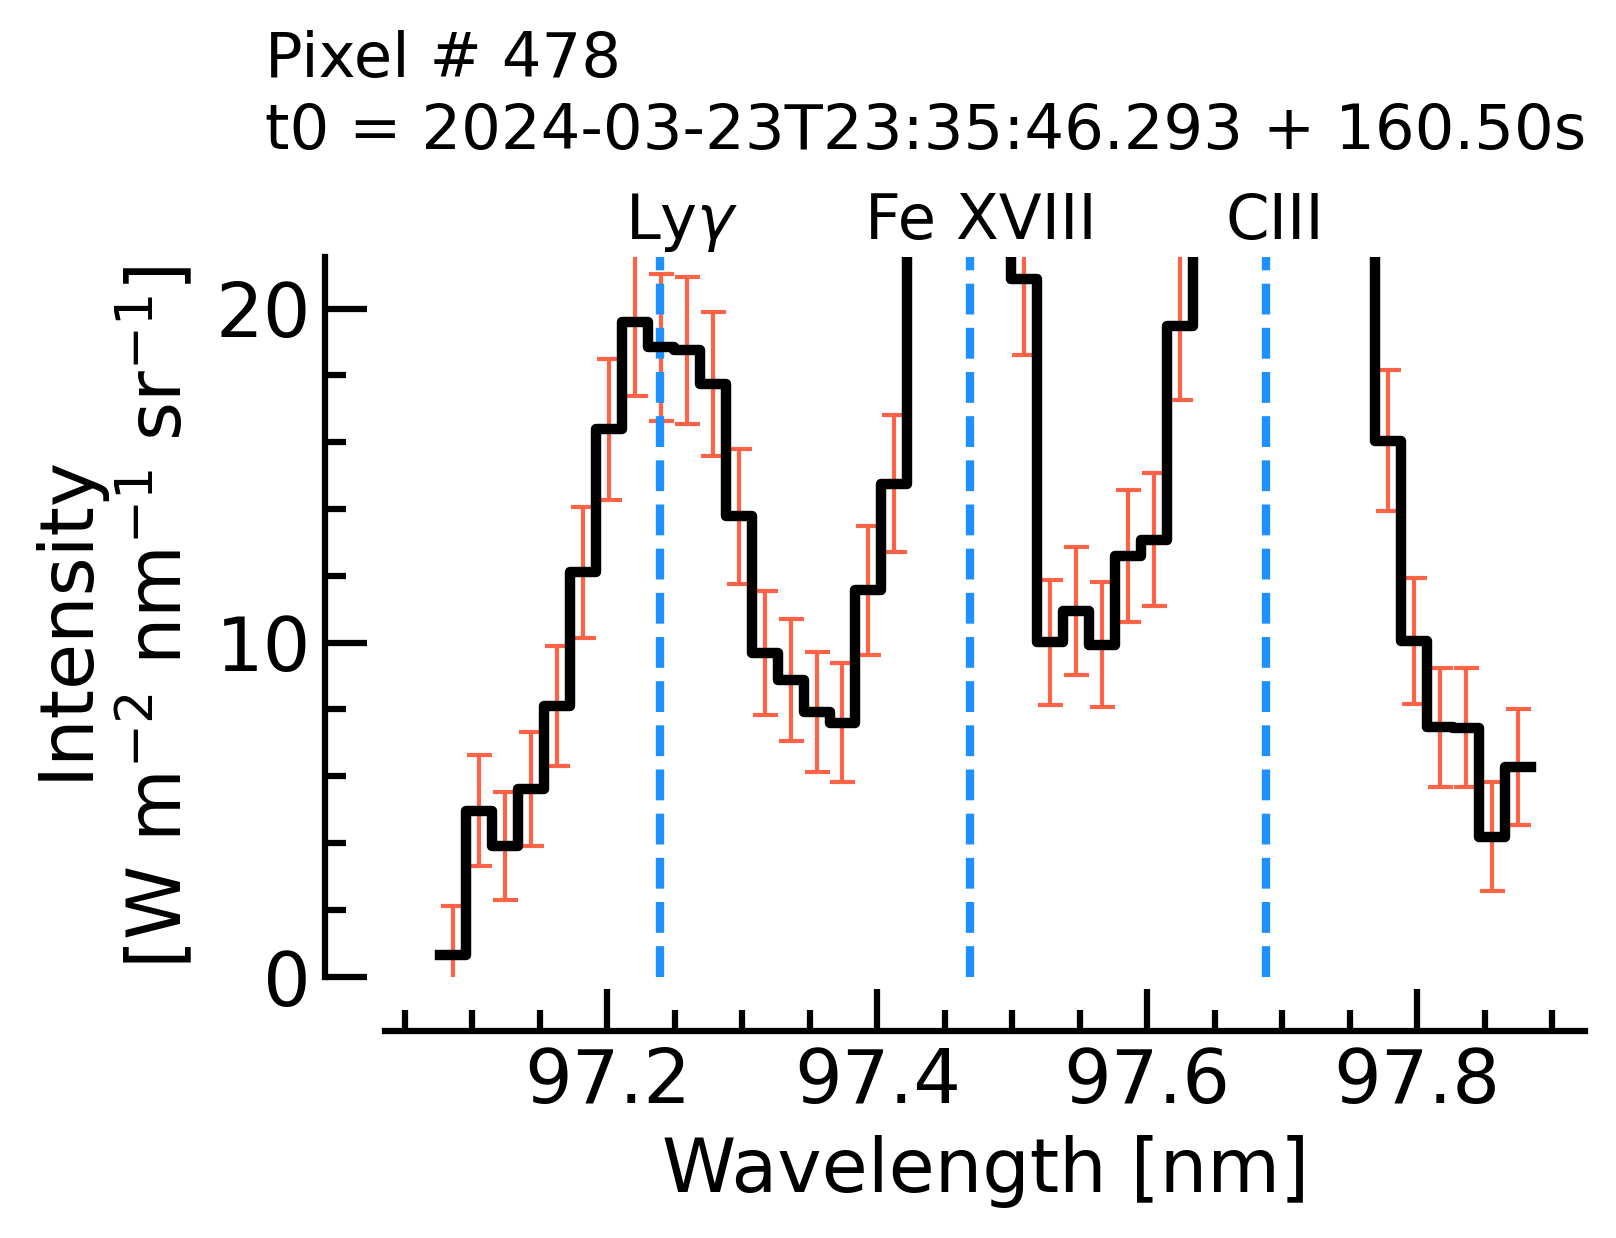 Pixel # 478
t0 = 2024-03-23T23:35:46.293 + 160.50s
Lyγ Fe XVIII CIII
Intensity
[W m⁻² nm⁻¹ sr⁻¹]
20
10
0
97.2 97.4 97.6 97.8
Wavelength [nm]